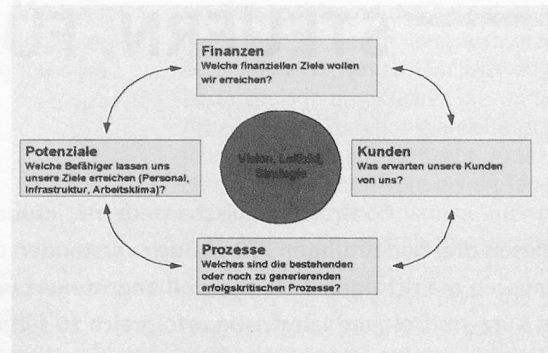 Finanzen
Welche finanziellen Ziele wollen
wir erreichen?
Potenziale
Welche Befähiger lassen uns
unsere Ziele erreichen (Personal,
Infrastruktur, Arbeitsklima)?
Vision, Leitbild,
Strategie
Kunden
Was erwarten unsere Kunden
von uns?
Prozesse
Welches sind die bestehenden
oder noch zu generierenden
erfolgskritischen Prozesse?